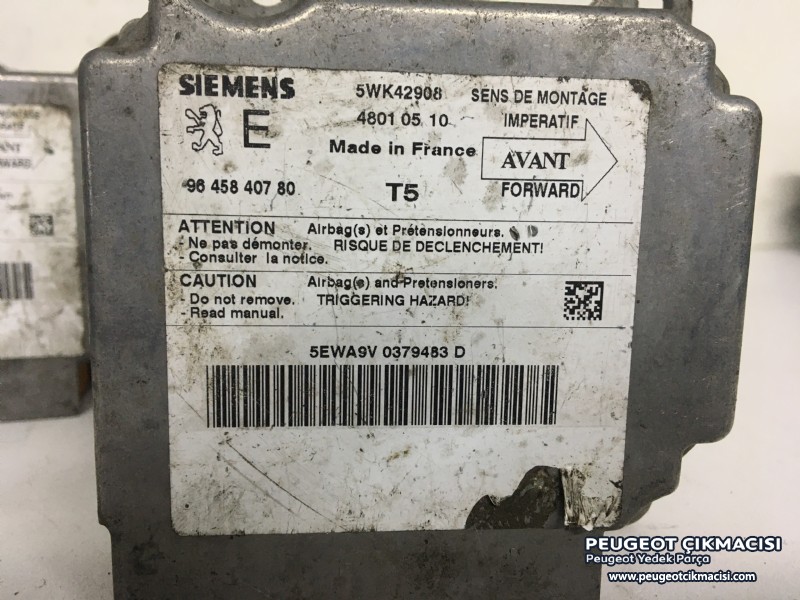 SIEMENS
5WK42908
SENS DE MONTAGE
E
4801 05 10
IMPERATIF
Made in France
AVANT
96 458 407 80
T5
FORWARD
ATTENTION Airbag(s) et Prétensionneurs.
- Ne pas démonter. RISQUE DE DECLENCHEMENT!
- Consulter la notice.
CAUTION Airbag(s) and Pretensioners.
- Do not remove. TRIGGERING HAZARD!
- Read manual.
5EWA9V 0379483 D
PEUGEOT ÇIKMACISI
Peugeot Yedek Parça
www.peugeotcikmacisi.com